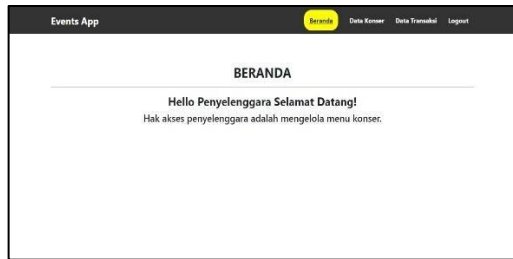 Events App
Beranda Data Konser Data Transaksi Logout
BERANDA
Hello Penyelenggara Selamat Datang!
Hak akses penyelenggara adalah mengelola menu konser.